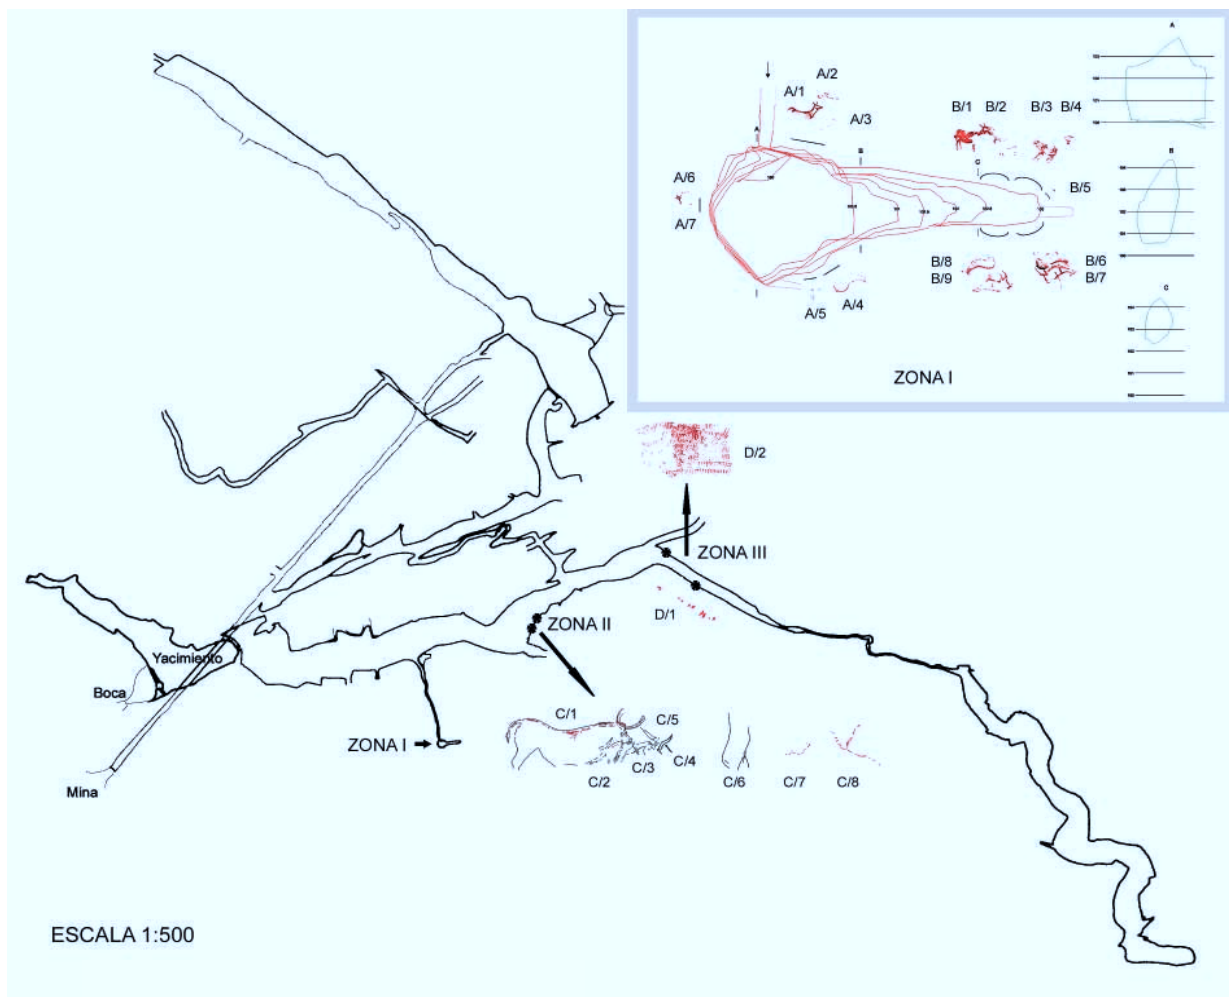 A
A/2
A/1
B/1 B/2 B/3 B/4
A/3
A
B
B
C
A/6
B/5
A/7
B/8
B/6
B/9
B/7
A/4
A/5
C
ZONA I
D/2
ZONA III
D/1
ZONA II
Yacimiento
Boca
C/1
C/5
ZONA I
C/4
C/3
C/2
C/6
C/7
C/8
Mina
ESCALA 1:500